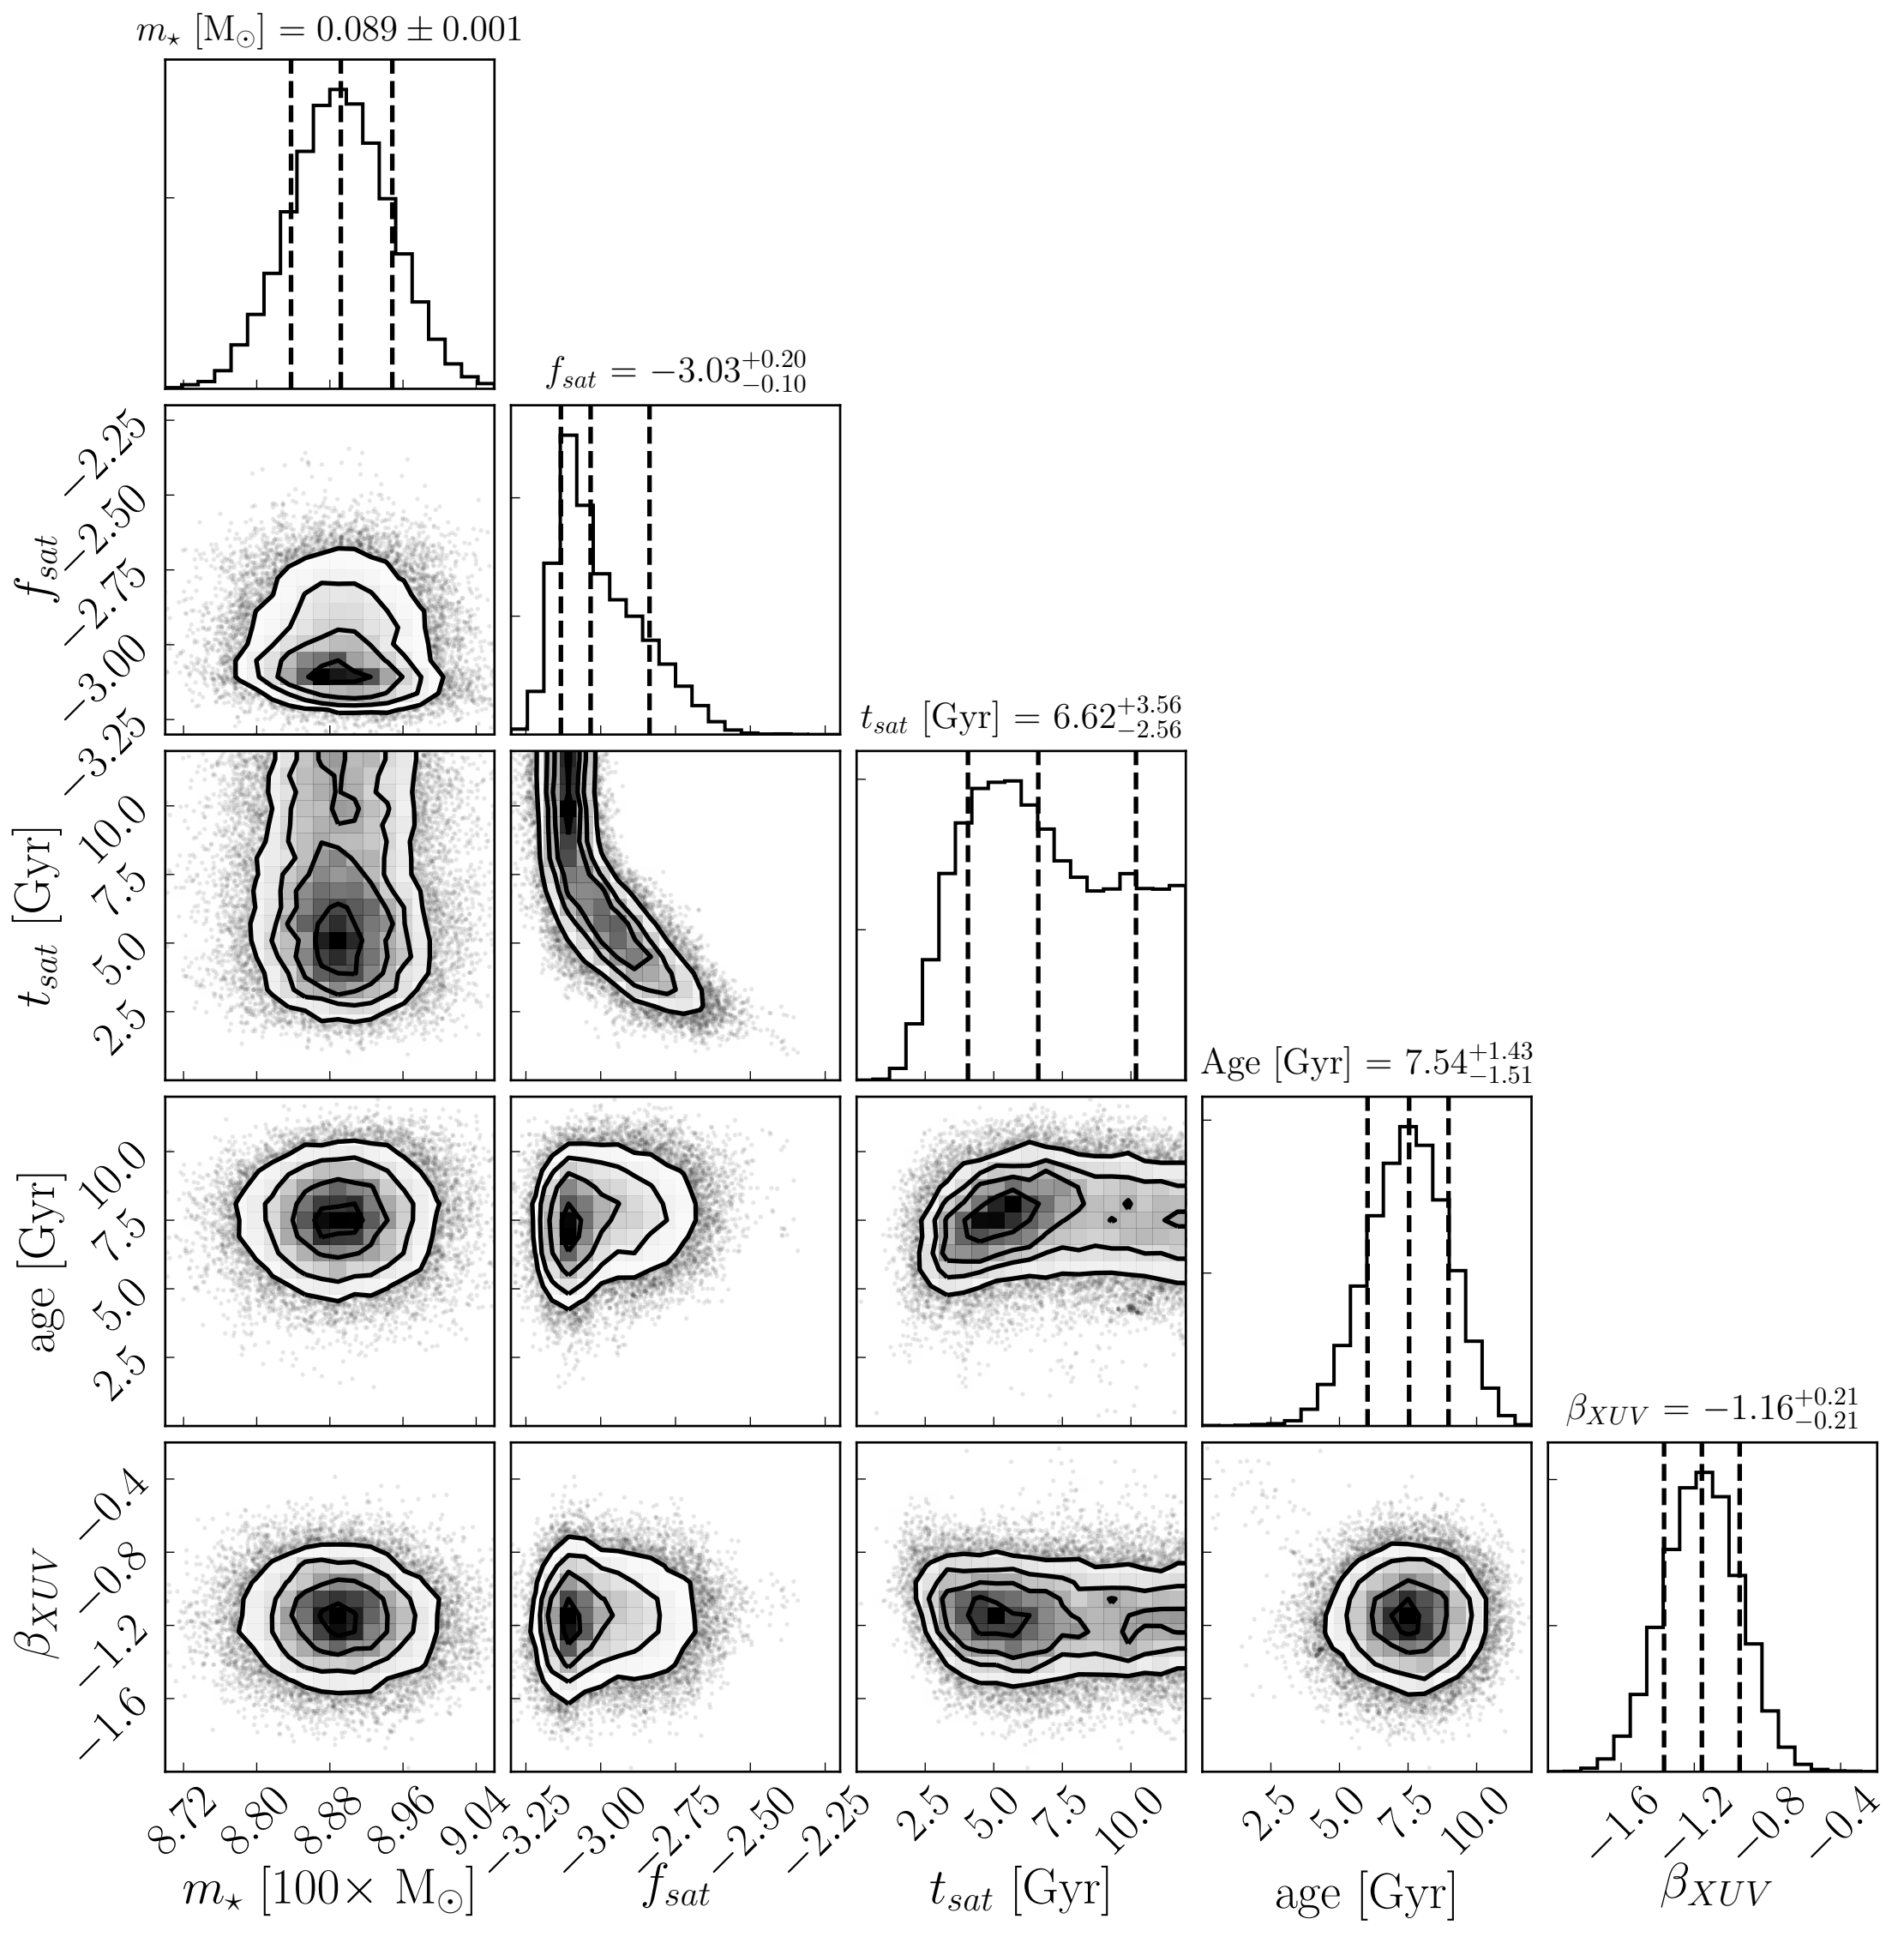 m⋆ [M⊙] = 0.089 ± 0.001
f_sat = −3.03 +0.20 −0.10
−2.25
−2.50
−2.75
−3.00
−3.25
f_sat
t_sat [Gyr] = 6.62 +3.56 −2.56
10.0
7.5
5.0
2.5
t_sat [Gyr]
Age [Gyr] = 7.54 +1.43 −1.51
10.0
7.5
5.0
2.5
age [Gyr]
β_XUV = −1.16 +0.21 −0.21
−0.4
−0.8
−1.2
−1.6
β_XUV
8.72 8.80 8.88 8.96 9.04 −3.25 −3.00 −2.75 −2.50 −2.25 2.5 5.0 7.5 10.0 2.5 5.0 7.5 10.0 −1.6 −1.2 −0.8 −0.4
m⋆ [100× M⊙] f_sat t_sat [Gyr] age [Gyr] β_XUV